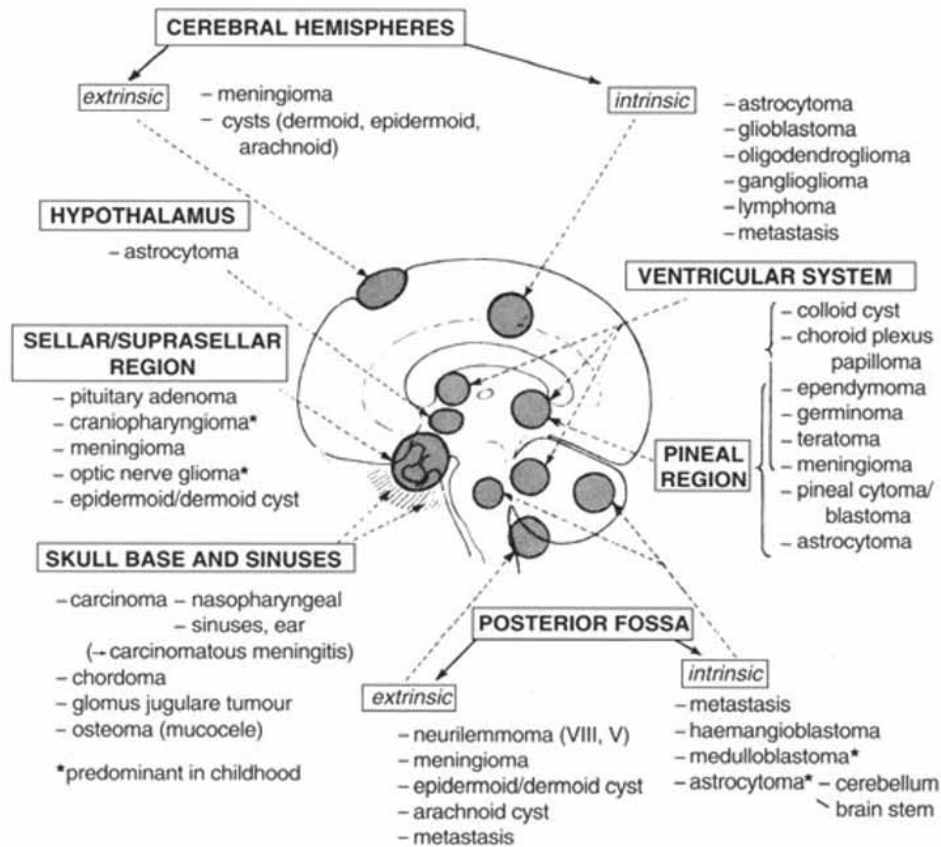 CEREBRAL HEMISPHERES
extrinsic
– meningioma
– cysts (dermoid, epidermoid,
arachnoid)
intrinsic
– astrocytoma
– glioblastoma
– oligodendroglioma
– ganglioglioma
– lymphoma
– metastasis
HYPOTHALAMUS
– astrocytoma
VENTRICULAR SYSTEM
– colloid cyst
– choroid plexus
papilloma
– ependymoma
– germinoma
– teratoma
– meningioma
– pineal cytoma/
blastoma
– astrocytoma
PINEAL
REGION
SELLAR/SUPRASELLAR
REGION
– pituitary adenoma
– craniopharyngioma*
– meningioma
– optic nerve glioma*
– epidermoid/dermoid cyst
SKULL BASE AND SINUSES
– carcinoma – nasopharyngeal
– sinuses, ear
(→ carcinomatous meningitis)
– chordoma
– glomus jugulare tumour
– osteoma (mucocele)
*predominant in childhood
POSTERIOR FOSSA
extrinsic
– neurilemmoma (VIII, V)
– meningioma
– epidermoid/dermoid cyst
– arachnoid cyst
– metastasis
intrinsic
– metastasis
– haemangioblastoma
– medulloblastoma*
– astrocytoma* – cerebellum
brain stem